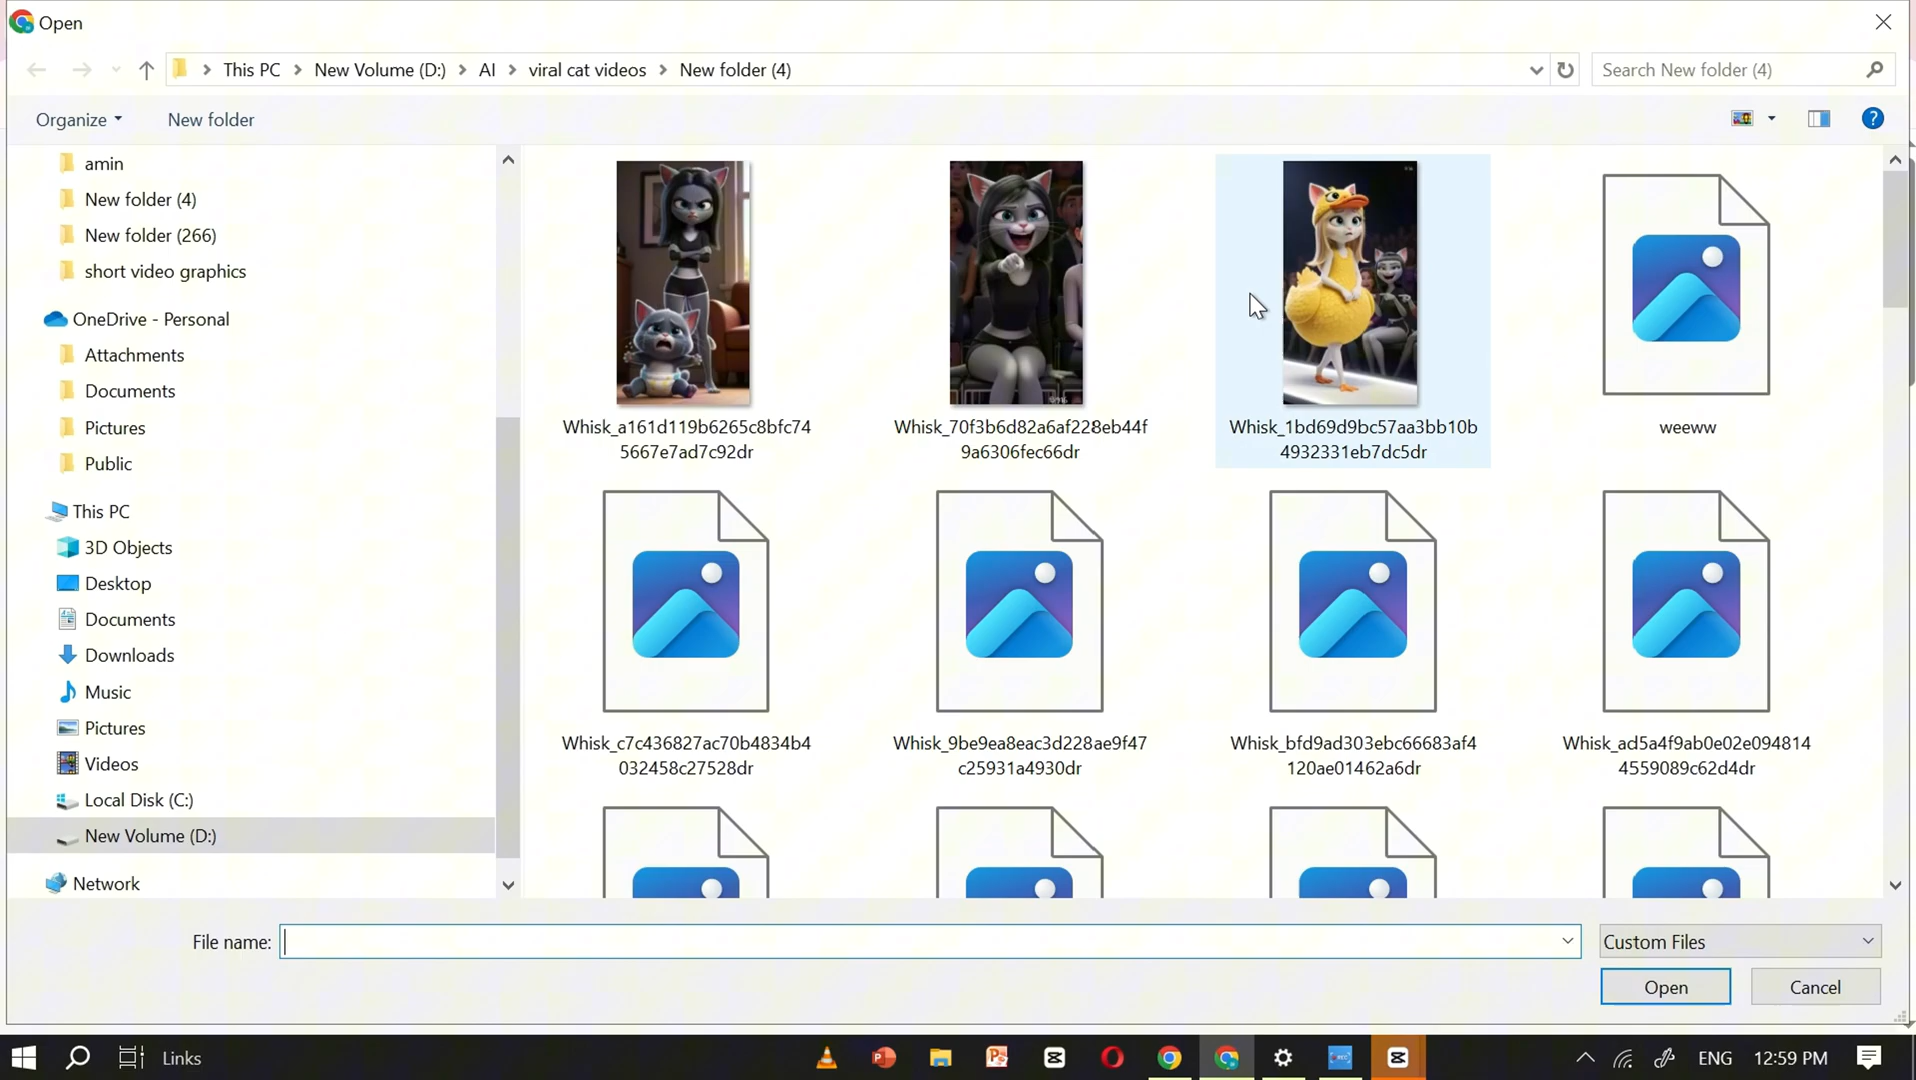 Open
This PC
New Volume (D:)
AI
viral cat videos
New folder (4)
Search New folder (4)
Organize
New folder
amin
New folder (4)
New folder (266)
short video graphics
OneDrive - Personal
Attachments
Documents
Pictures
Public
This PC
3D Objects
Desktop
Documents
Downloads
Music
Pictures
Videos
Local Disk (C:)
New Volume (D:)
Network
Whisk_a161d119b6265c8bfc74
5667e7ad7c92dr
Whisk_70f3b6d82a6af228eb44f
9a6306fec66dr
Whisk_1bd69d9bc57aa3bb10b
4932331eb7dc5dr
weeww
Whisk_c7c436827ac70b4834b4
032458c27528dr
Whisk_9be9ea8eac3d228ae9f47
c25931a4930dr
Whisk_bfd9ad303ebc66683af4
120ae01462a6dr
Whisk_ad5a4f9ab0e02e094814
4559089c62d4dr
File name:
Custom Files
Open
Cancel
Links
ENG
12:59 PM